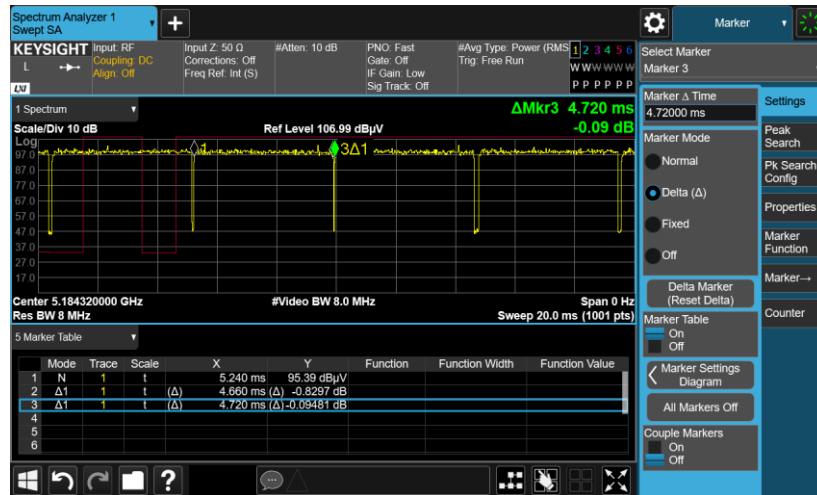 Spectrum Analyzer 1
Swept SA
Marker
KEYSIGHT
L
LXI
Input: RF
Coupling: DC
Align: Off
Input Z: 50 Ω
Corrections: Off
Freq Ref: Int (S)
#Atten: 10 dB
PNO: Fast
Gate: Off
IF Gain: Low
Sig Track: Off
#Avg Type: Power (RMS
Trig: Free Run
1 2 3 4 5 6
W W W W W W
P P P P P P
Select Marker
Marker 3
1 Spectrum
ΔMkr3 4.720 ms
-0.09 dB
Scale/Div 10 dB
Ref Level 106.99 dBµV
Log
97.0
87.0
77.0
67.0
57.0
47.0
37.0
27.0
17.0
1
3Δ1
Center 5.184320000 GHz
#Video BW 8.0 MHz
Span 0 Hz
Res BW 8 MHz
Sweep 20.0 ms (1001 pts)
5 Marker Table
Mode Trace Scale X Y Function Function Width Function Value
1 N 1 t 5.240 ms 95.39 dBµV
2 Δ1 1 t (Δ) 4.660 ms (Δ) -0.8297 dB
3 Δ1 1 t (Δ) 4.720 ms (Δ) -0.09481 dB
4
5
6
Marker Δ Time
4.72000 ms
Marker Mode
Normal
Delta (Δ)
Fixed
Off
Delta Marker
(Reset Delta)
Marker Table
On
Off
Marker Settings
Diagram
All Markers Off
Couple Markers
On
Off
Settings
Peak
Search
Pk Search
Config
Properties
Marker
Function
Marker→
Counter
?